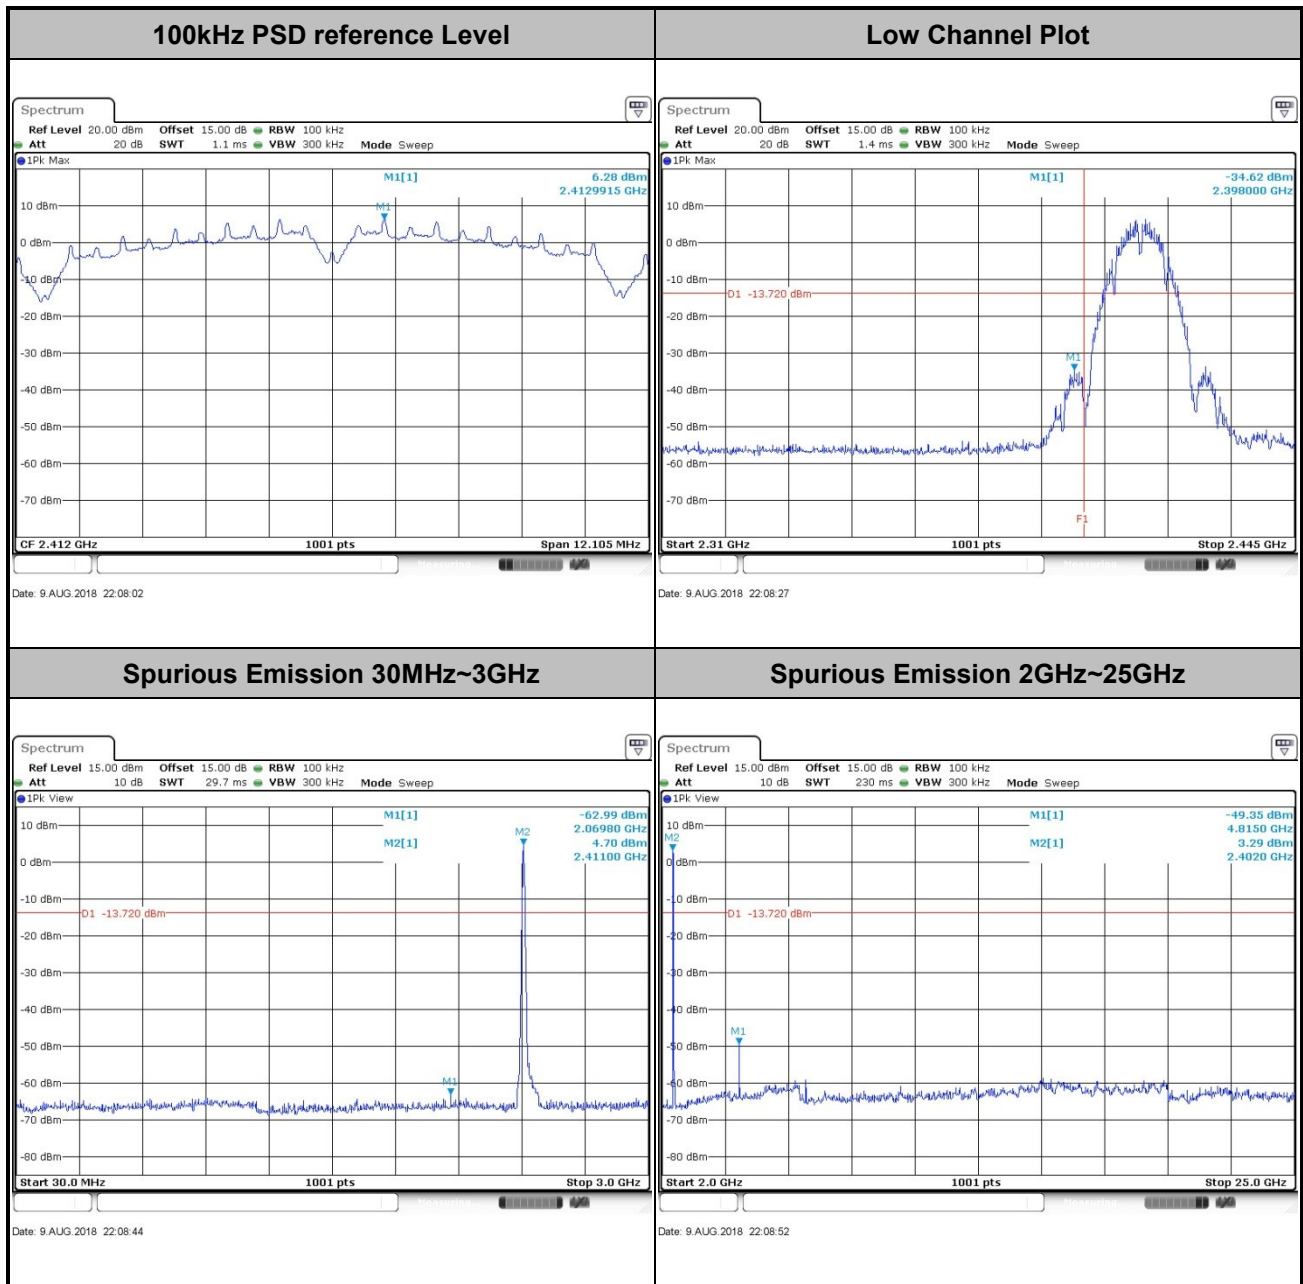 100kHz PSD reference Level
Spectrum
Ref Level 20.00 dBm Offset 15.00 dB RBW 100 kHz
Att 20 dB SWT 1.1 ms VBW 300 kHz Mode Sweep
1Pk Max
M1[1] 6.28 dBm
2.4129915 GHz
M1
10 dBm
0 dBm
-10 dBm
-20 dBm
-30 dBm
-40 dBm
-50 dBm
-60 dBm
-70 dBm
CF 2.412 GHz 1001 pts Span 12.105 MHz
Measuring
Date: 9.AUG.2018 22:08:02
Low Channel Plot
Spectrum
Ref Level 20.00 dBm Offset 15.00 dB RBW 100 kHz
Att 20 dB SWT 1.4 ms VBW 300 kHz Mode Sweep
1Pk Max
M1[1] -34.62 dBm
2.398000 GHz
10 dBm
0 dBm
-10 dBm
D1 -13.720 dBm
-20 dBm
-30 dBm
M1
-40 dBm
-50 dBm
-60 dBm
-70 dBm
F1
Start 2.31 GHz 1001 pts Stop 2.445 GHz
Measuring
Date: 9.AUG.2018 22:08:27
Spurious Emission 30MHz~3GHz
Spectrum
Ref Level 15.00 dBm Offset 15.00 dB RBW 100 kHz
Att 10 dB SWT 29.7 ms VBW 300 kHz Mode Sweep
1Pk View
M1[1] -62.99 dBm
2.06980 GHz
M2[1] 4.70 dBm
2.41100 GHz
M2
10 dBm
0 dBm
-10 dBm
D1 -13.720 dBm
-20 dBm
-30 dBm
-40 dBm
-50 dBm
M1
-60 dBm
-70 dBm
-80 dBm
Start 30.0 MHz 1001 pts Stop 3.0 GHz
Measuring
Date: 9.AUG.2018 22:08:44
Spurious Emission 2GHz~25GHz
Spectrum
Ref Level 15.00 dBm Offset 15.00 dB RBW 100 kHz
Att 10 dB SWT 230 ms VBW 300 kHz Mode Sweep
1Pk View
M1[1] -49.35 dBm
4.8150 GHz
M2[1] 3.29 dBm
2.4020 GHz
10 dBm
M2
0 dBm
-10 dBm
D1 -13.720 dBm
-20 dBm
-30 dBm
-40 dBm
M1
-50 dBm
-60 dBm
-70 dBm
-80 dBm
Start 2.0 GHz 1001 pts Stop 25.0 GHz
Measuring
Date: 9.AUG.2018 22:08:52